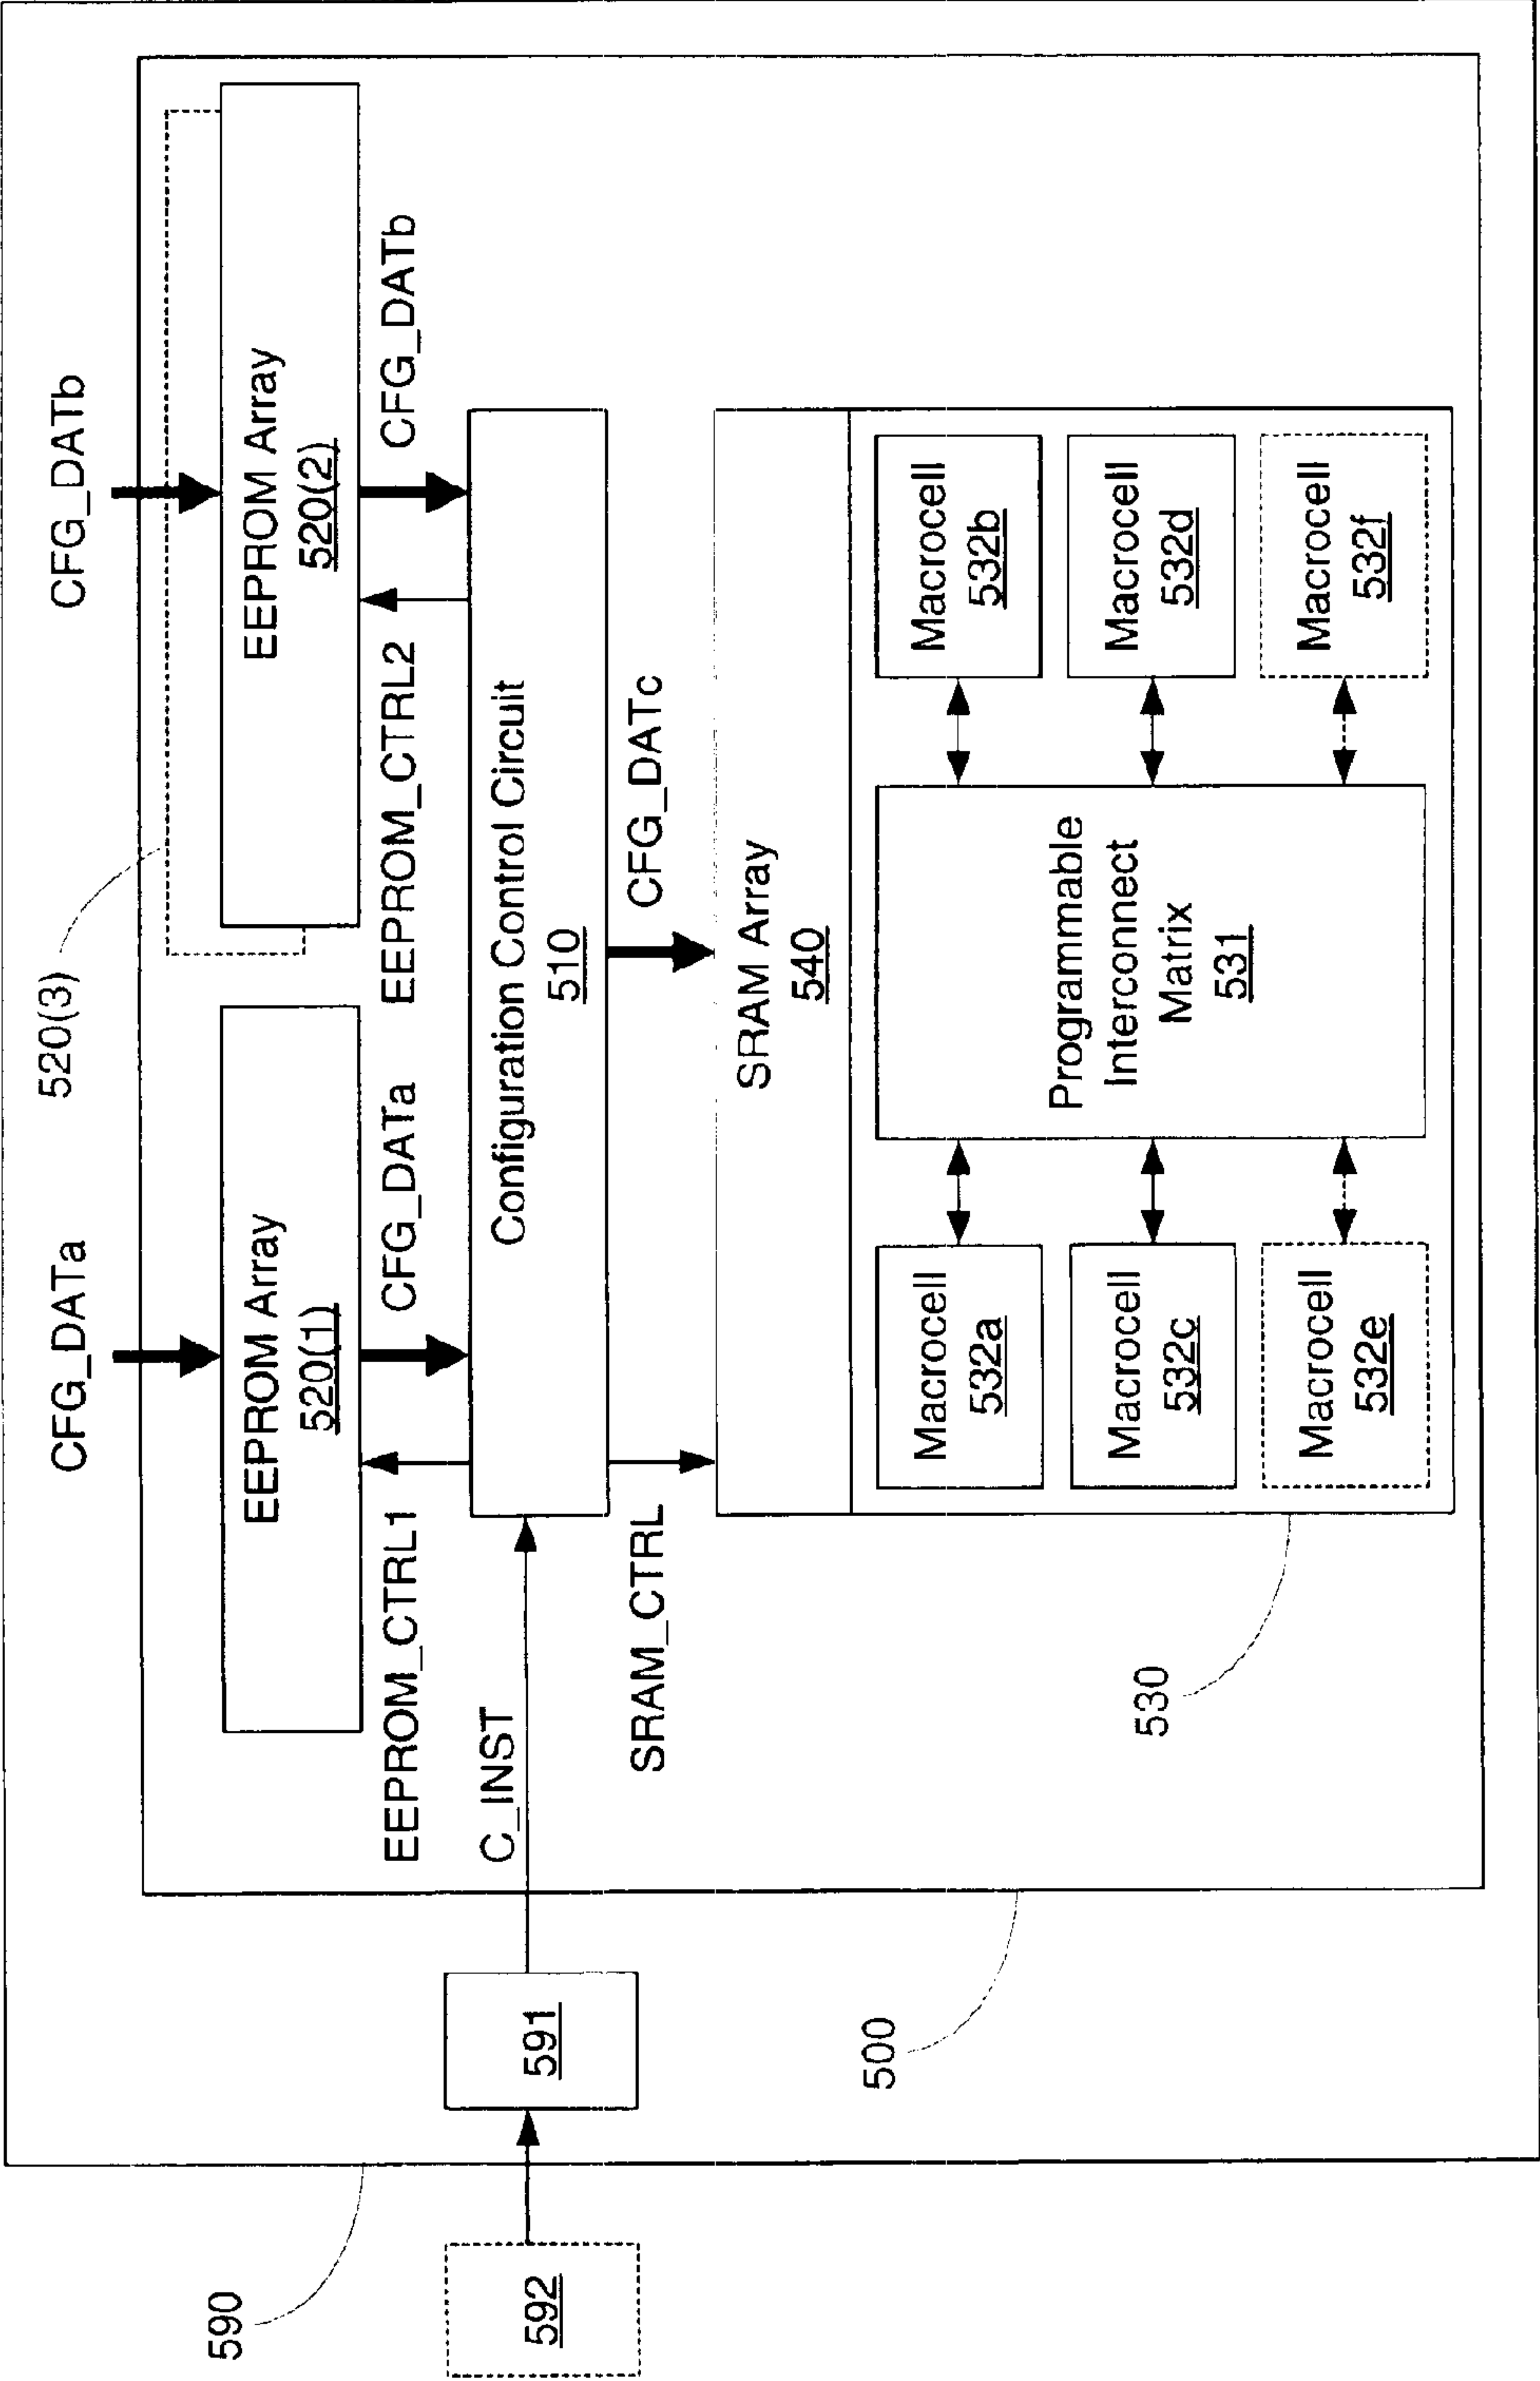 CFG_DATa
CFG_DATb
520(3)
EEPROM Array
520(1)
EEPROM Array
520(2)
EEPROM_CTRL1
CFG_DATa
EEPROM_CTRL2
CFG_DATb
C_INST
Configuration Control Circuit
510
SRAM_CTRL
CFG_DATc
SRAM Array
540
Macrocell
532a
Macrocell
532b
Macrocell
532c
Macrocell
532d
Macrocell
532e
Macrocell
532f
Programmable
Interconnect
Matrix
531
530
500
591
592
590